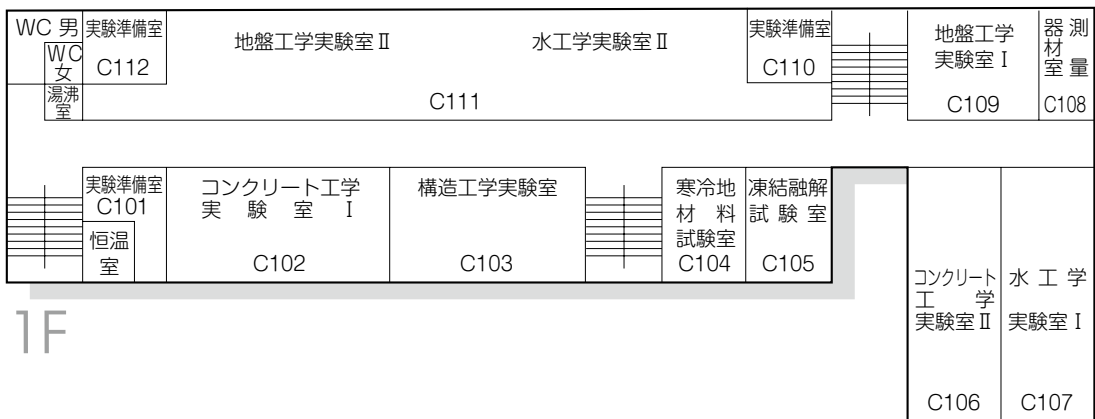 WC 男
WC
女
湯沸
室
実験準備室
C112
地盤工学実験室Ⅱ
水工学実験室Ⅱ
C111
実験準備室
C110
地盤工学
実験室Ⅰ
C109
測量
器材室
C108
実験準備室
C101
恒温
室
コンクリート工学
実験室Ⅰ
C102
構造工学実験室
C103
寒冷地
材料
試験室
C104
凍結融解
試験室
C105
コンクリート
工学
実験室Ⅱ
C106
水工学
実験室Ⅰ
C107
1F